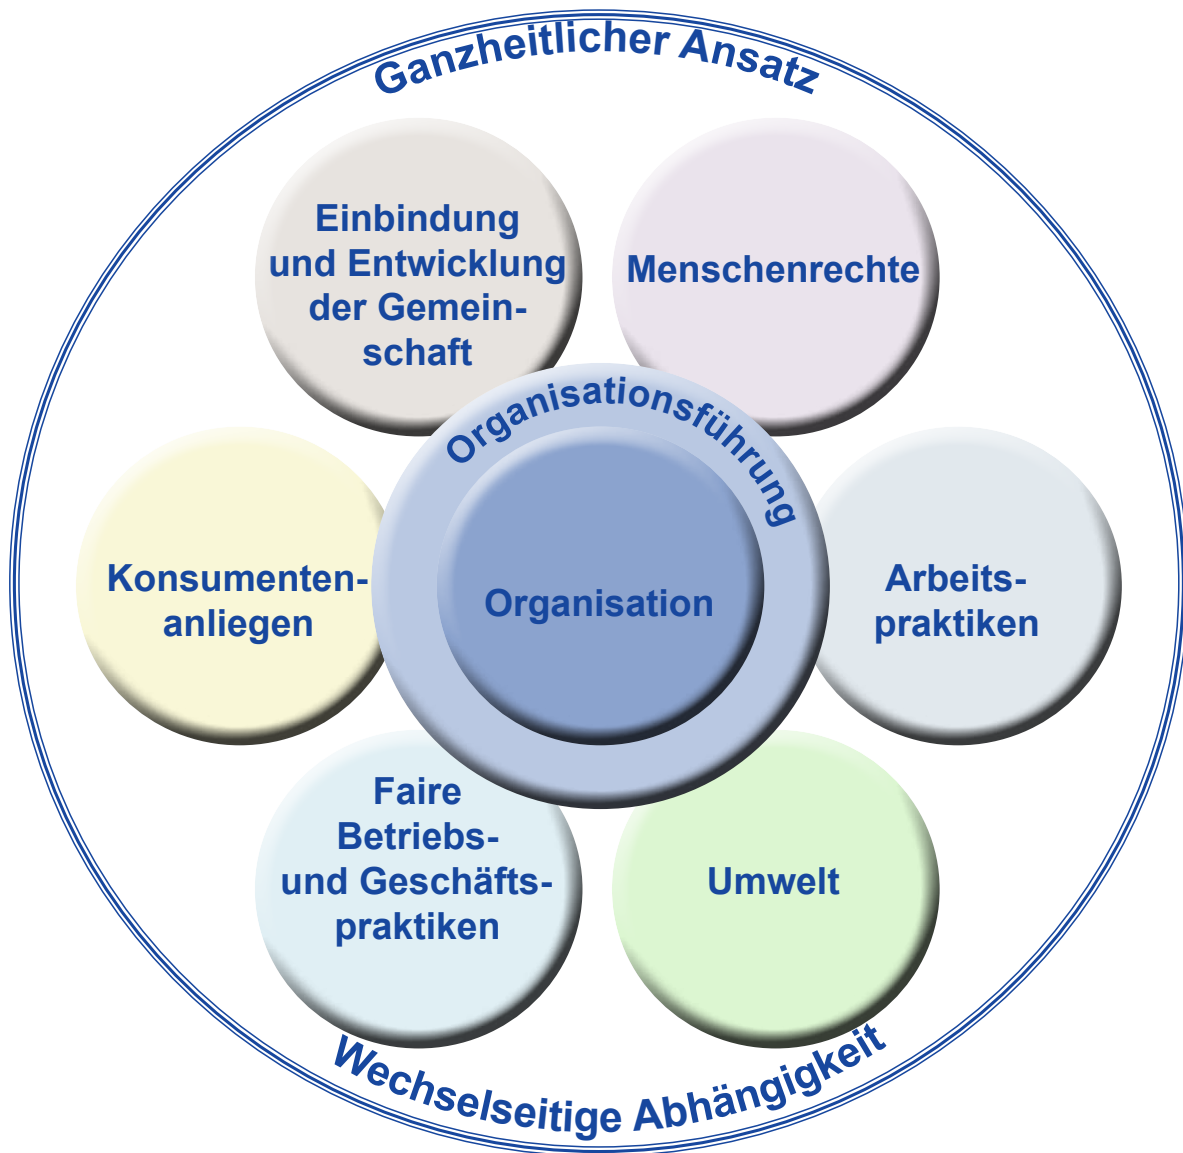 Ganzheitlicher Ansatz
Einbindung
und Entwicklung
der Gemein-
schaft
Menschenrechte
Organisationsführung
Organisation
Konsumenten-
anliegen
Arbeits-
praktiken
Faire
Betriebs-
und Geschäfts-
praktiken
Umwelt
Wechselseitige Abhängigkeit